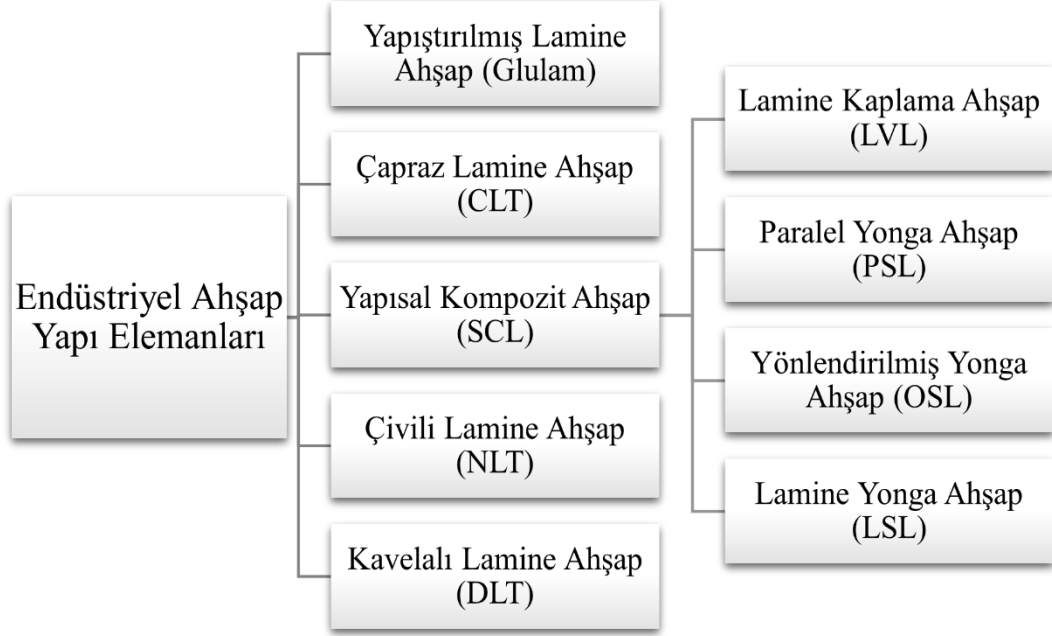 Endüstriyel Ahşap
Yapı Elemanları
Yapıştırılmış Lamine
Ahşap (Glulam)
Çapraz Lamine Ahşap
(CLT)
Yapısal Kompozit Ahşap
(SCL)
Çivili Lamine Ahşap
(NLT)
Kavelalı Lamine Ahşap
(DLT)
Lamine Kaplama Ahşap
(LVL)
Paralel Yonga Ahşap
(PSL)
Yönlendirilmiş Yonga
Ahşap (OSL)
Lamine Yonga Ahşap
(LSL)